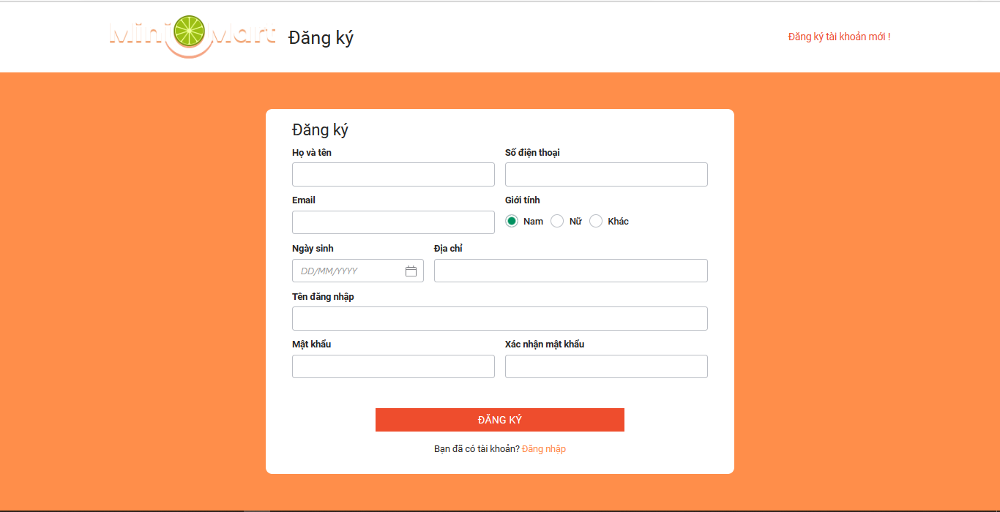 Mini Mart Đăng ký
Đăng ký tài khoản mới !
Đăng ký
Họ và tên
Số điện thoại
Email
Giới tính
Nam
Nữ
Khác
Ngày sinh
Địa chỉ
DD/MM/YYYY
Tên đăng nhập
Mật khẩu
Xác nhận mật khẩu
ĐĂNG KÝ
Bạn đã có tài khoản? Đăng nhập